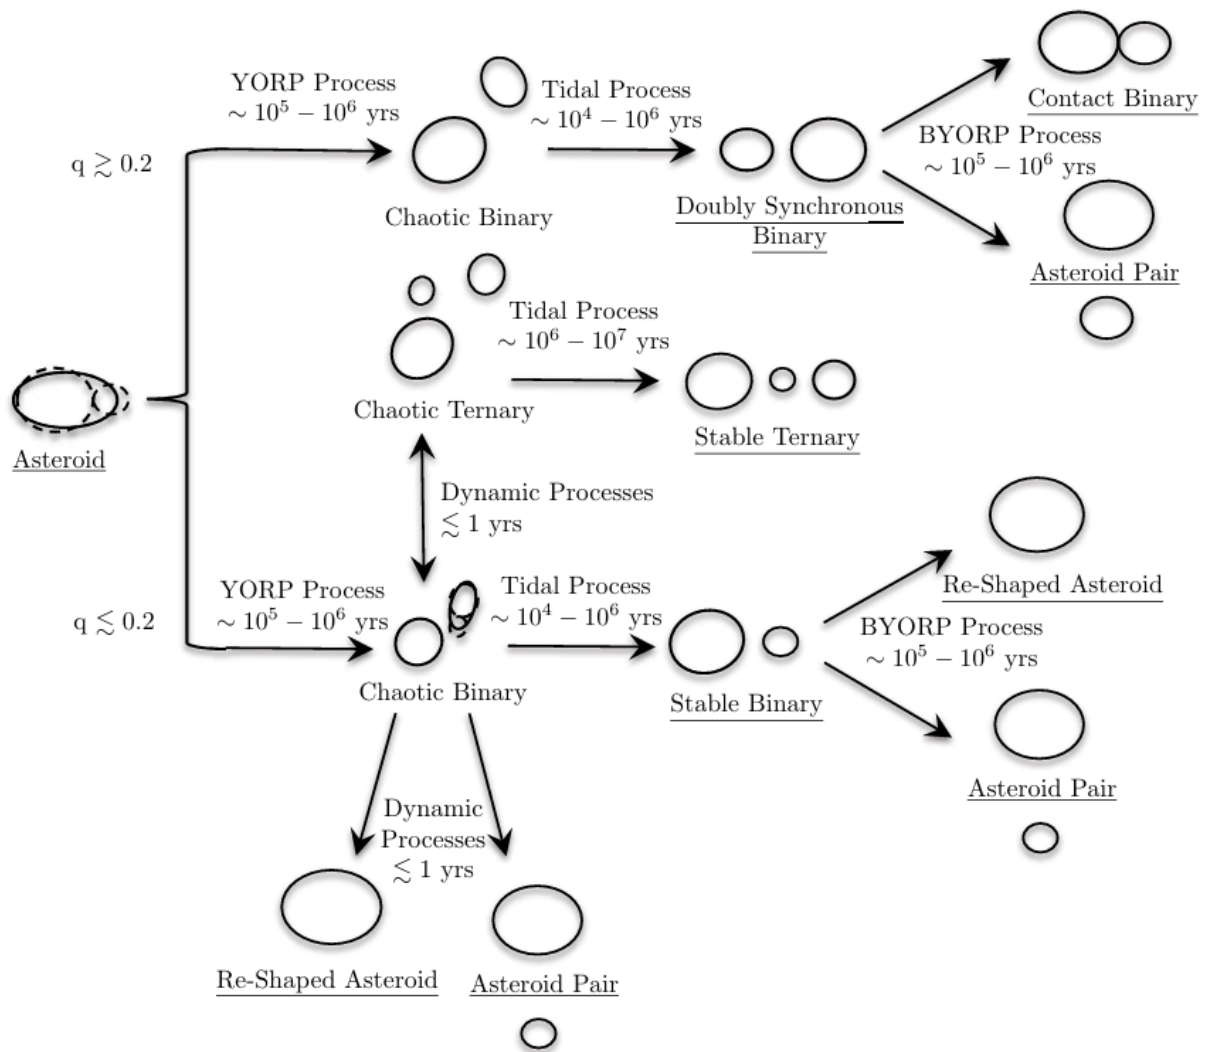 YORP Process
∼ 10⁵ − 10⁶ yrs
q ≳ 0.2
Chaotic Binary
Tidal Process
∼ 10⁴ − 10⁶ yrs
Doubly Synchronous
Binary
BYORP Process
∼ 10⁵ − 10⁶ yrs
Contact Binary
Asteroid Pair
Asteroid
Chaotic Ternary
Tidal Process
∼ 10⁶ − 10⁷ yrs
Stable Ternary
Dynamic Processes
≲ 1 yrs
q ≲ 0.2
YORP Process
∼ 10⁵ − 10⁶ yrs
Chaotic Binary
Tidal Process
∼ 10⁴ − 10⁶ yrs
Stable Binary
BYORP Process
∼ 10⁵ − 10⁶ yrs
Re-Shaped Asteroid
Asteroid Pair
Dynamic
Processes
≲ 1 yrs
Re-Shaped Asteroid
Asteroid Pair